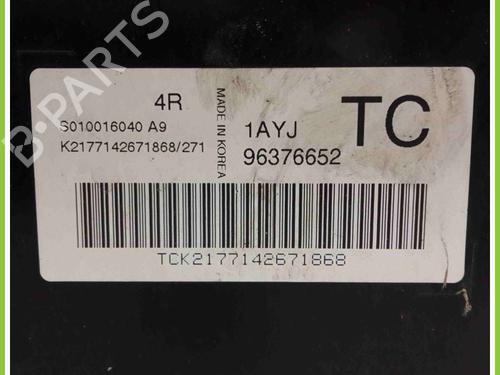 B-PARTS
4R
S010016040 A9
K2177142671868/271
MADE IN KOREA
1AYJ
96376652
TC
TCK2177142671868